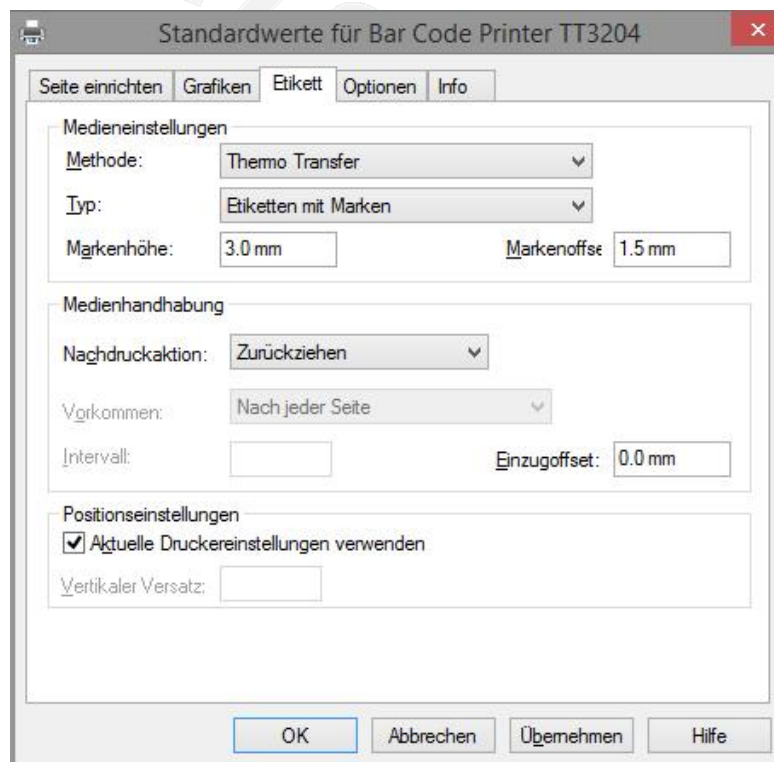 Standardwerte für Bar Code Printer TT3204
Seite einrichten Grafiken Etikett Optionen Info
Medieneinstellungen
Methode: Thermo Transfer
Typ: Etiketten mit Marken
Markenhöhe: 3.0 mm Markenoffse 1.5 mm
Medienhandhabung
Nachdruckaktion: Zurückziehen
Vorkommen: Nach jeder Seite
Intervall: Einzugoffset: 0.0 mm
Positionseinstellungen
Aktuelle Druckereinstellungen verwenden
Vertikaler Versatz:
OK Abbrechen Übernehmen Hilfe